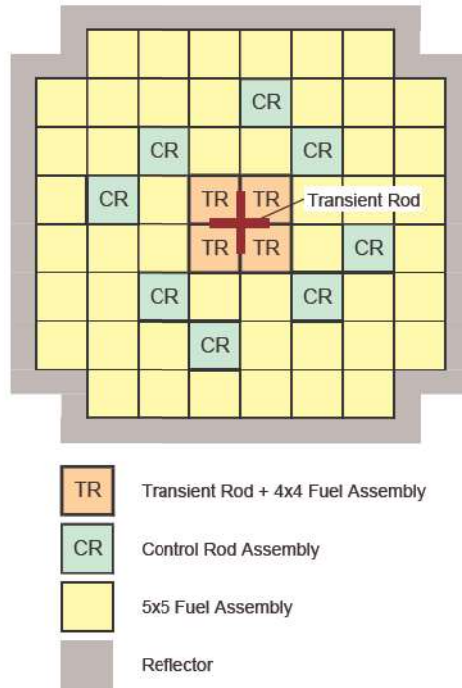 CR
CR CR
CR TR TR Transient Rod
TR TR CR
CR CR
CR
TR Transient Rod + 4x4 Fuel Assembly
CR Control Rod Assembly
5x5 Fuel Assembly
Reflector